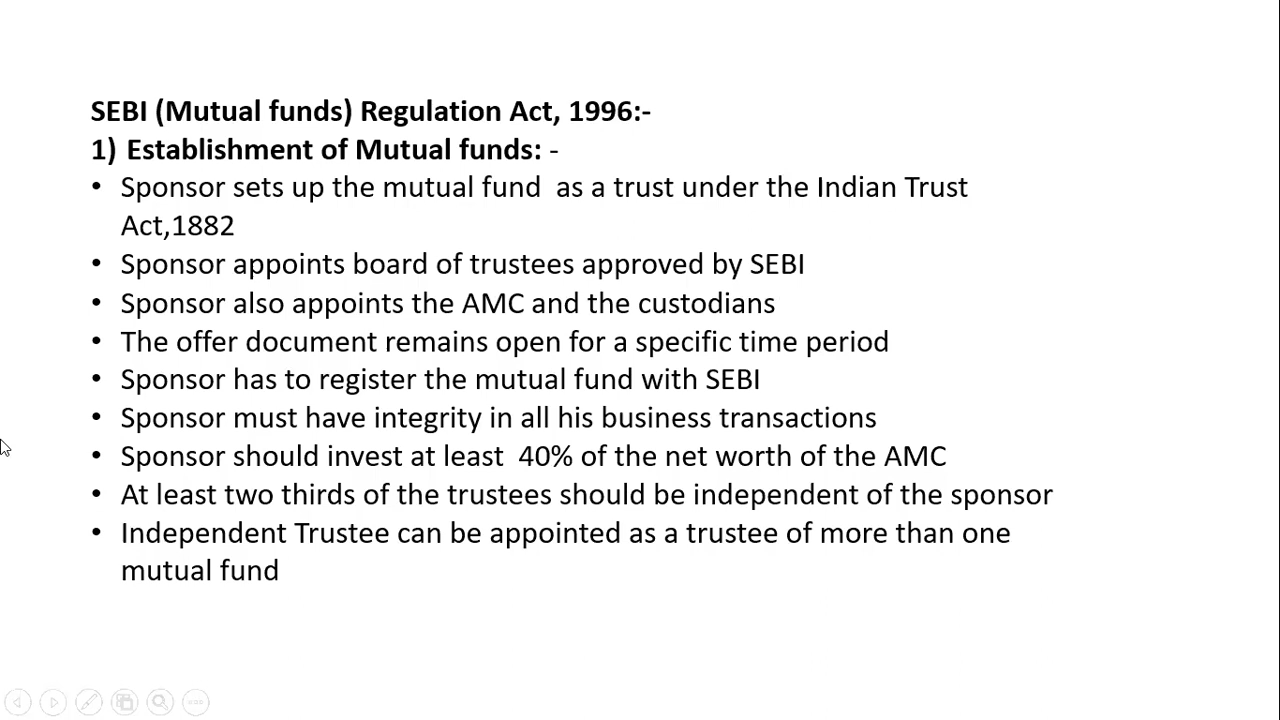 SEBI (Mutual funds) Regulation Act, 1996:-
1) Establishment of Mutual funds: -
• Sponsor sets up the mutual fund  as a trust under the Indian Trust
Act,1882
• Sponsor appoints board of trustees approved by SEBI
• Sponsor also appoints the AMC and the custodians
• The offer document remains open for a specific time period
• Sponsor has to register the mutual fund with SEBI
• Sponsor must have integrity in all his business transactions
• Sponsor should invest at least  40% of the net worth of the AMC
• At least two thirds of the trustees should be independent of the sponsor
• Independent Trustee can be appointed as a trustee of more than one
mutual fund